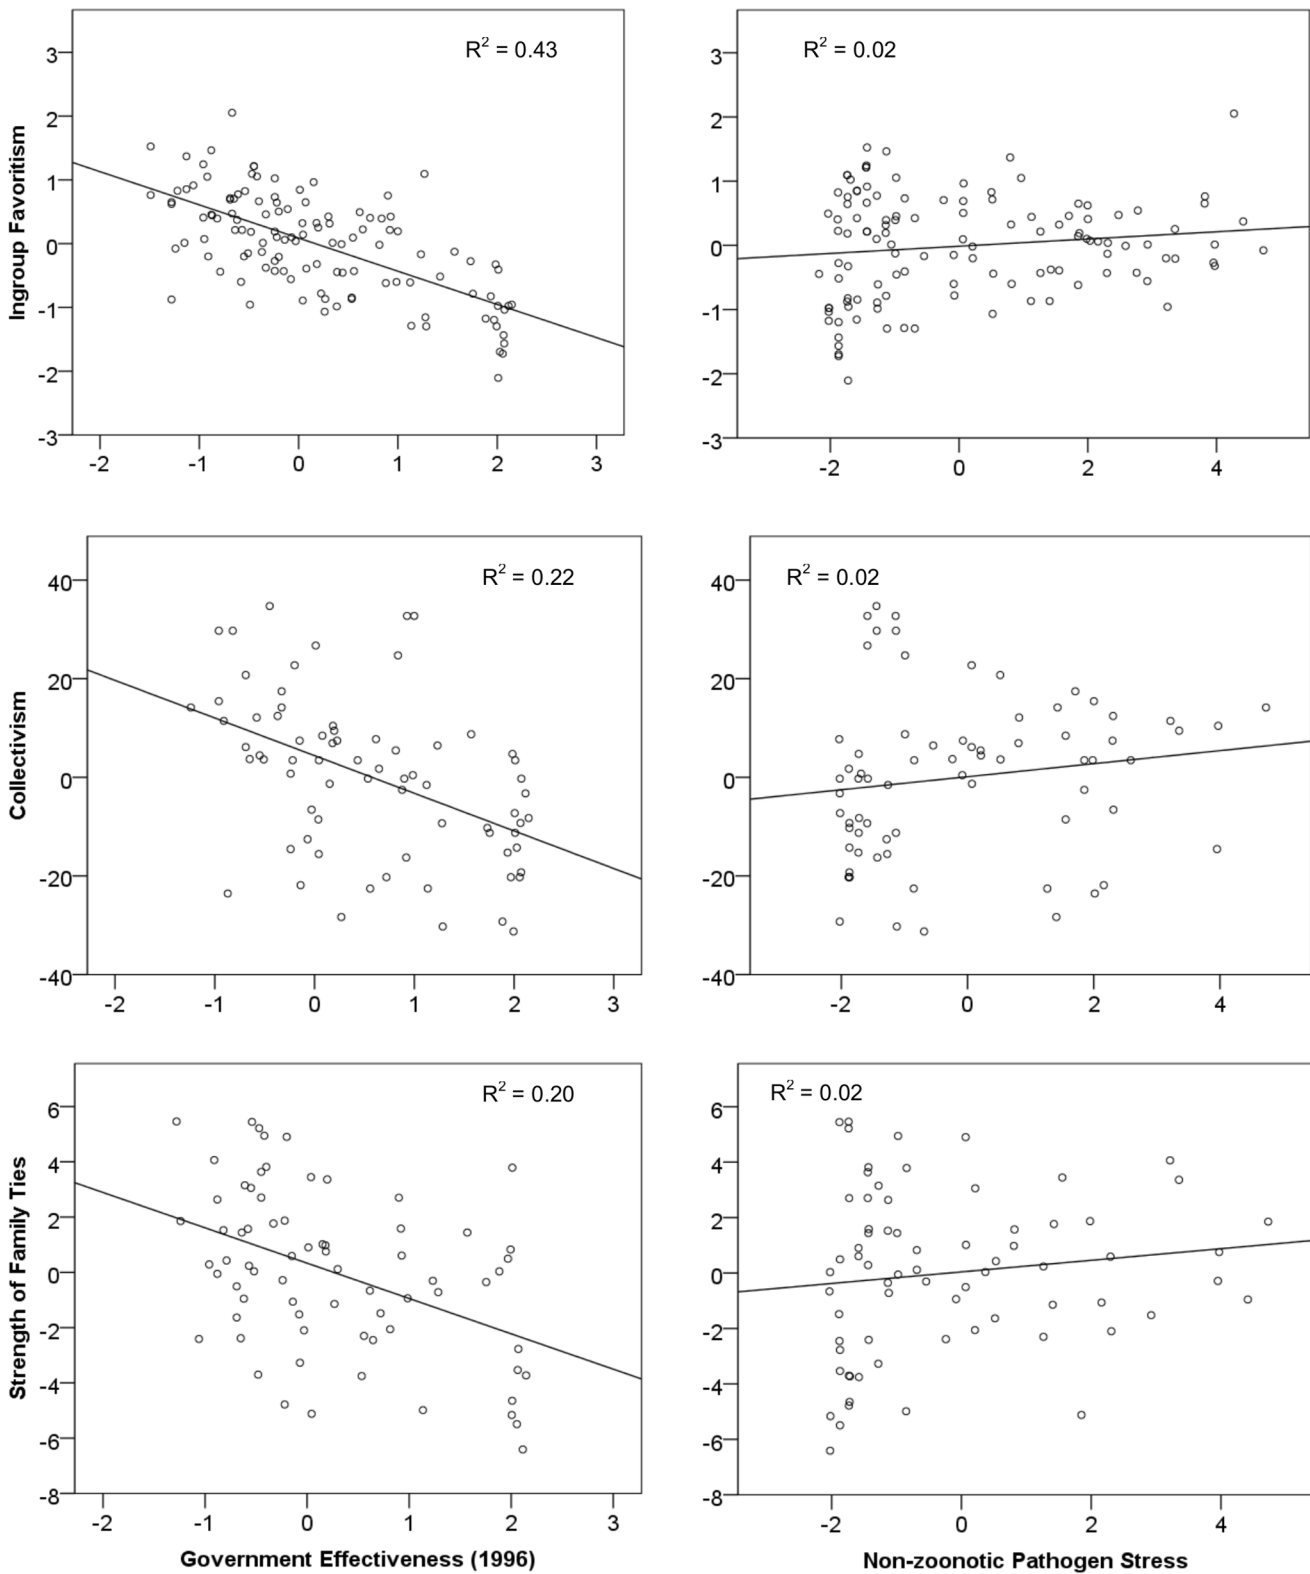 R² = 0.43
3
2
1
0
-1
-2
-3
Ingroup Favoritism
-2 -1 0 1 2 3
R² = 0.02
3
2
1
0
-1
-2
-3
-2 0 2 4
R² = 0.22
40
20
0
-20
-40
Collectivism
-2 -1 0 1 2 3
R² = 0.02
40
20
0
-20
-40
-2 0 2 4
R² = 0.20
6
4
2
0
-2
-4
-6
-8
Strength of Family Ties
-2 -1 0 1 2 3
Government Effectiveness (1996)
R² = 0.02
6
4
2
0
-2
-4
-6
-8
-2 0 2 4
Non-zoonotic Pathogen Stress